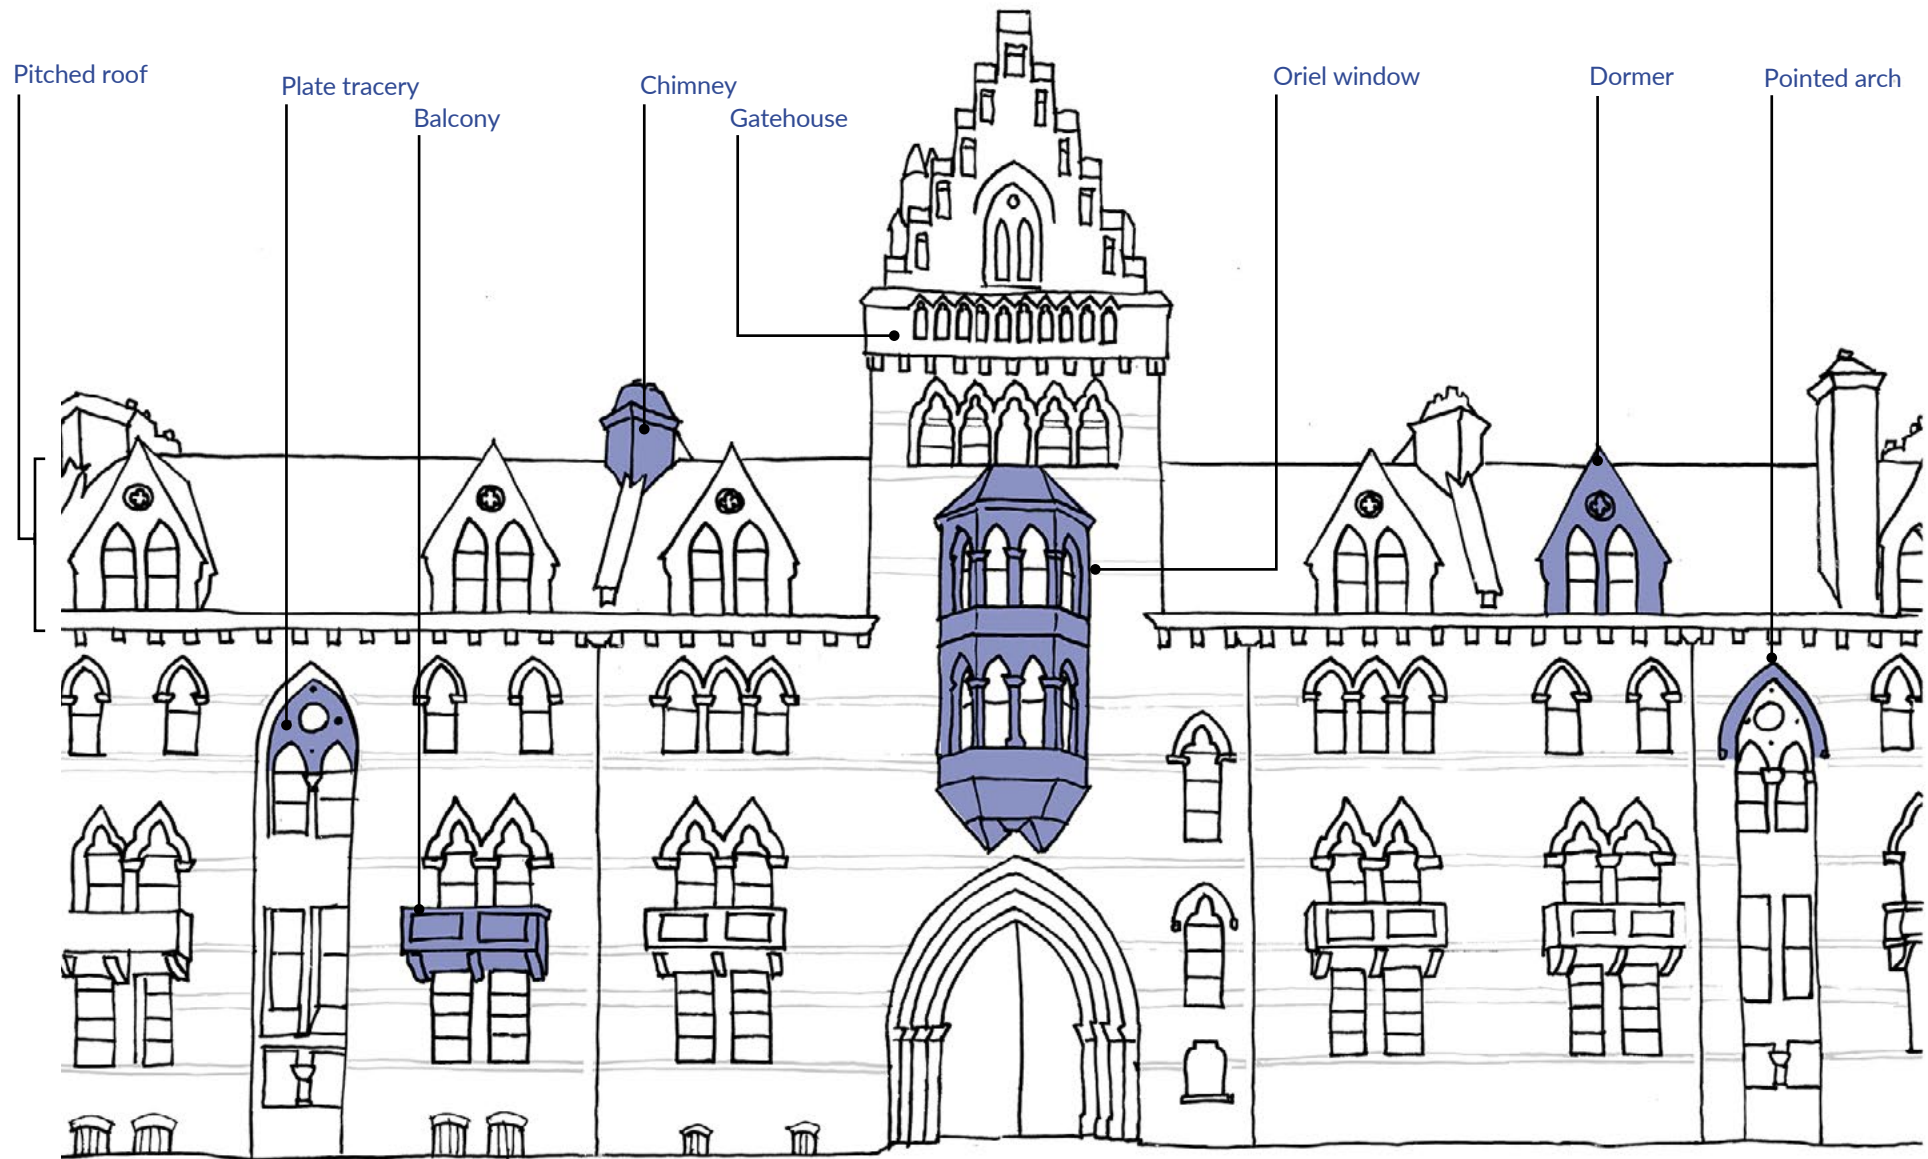 Pitched roof
Plate tracery
Balcony
Chimney
Gatehouse
Oriel window
Dormer
Pointed arch